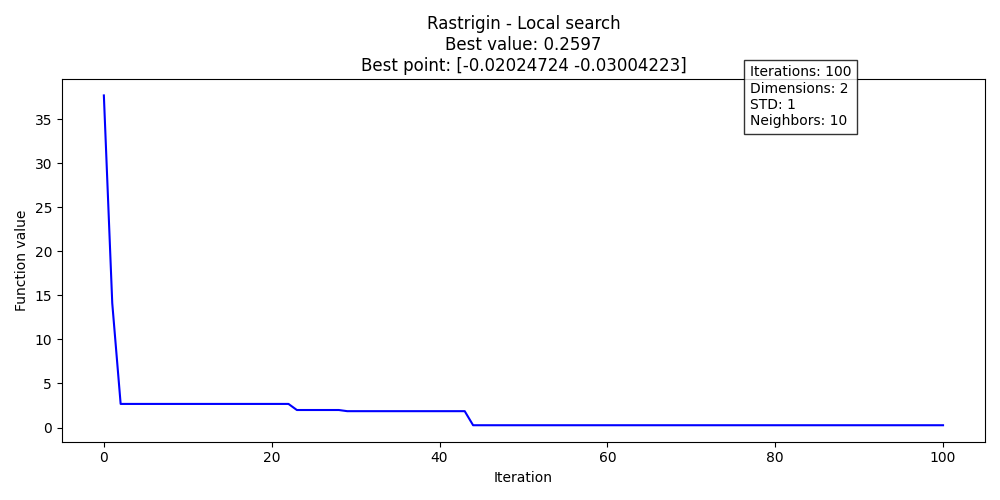 Rastrigin - Local search
Best value: 0.2597
Best point: [-0.02024724 -0.03004223]
Iterations: 100
Dimensions: 2
STD: 1
Neighbors: 10
35
30
25
20
15
10
5
0
Function value
0
20
40
60
80
100
Iteration